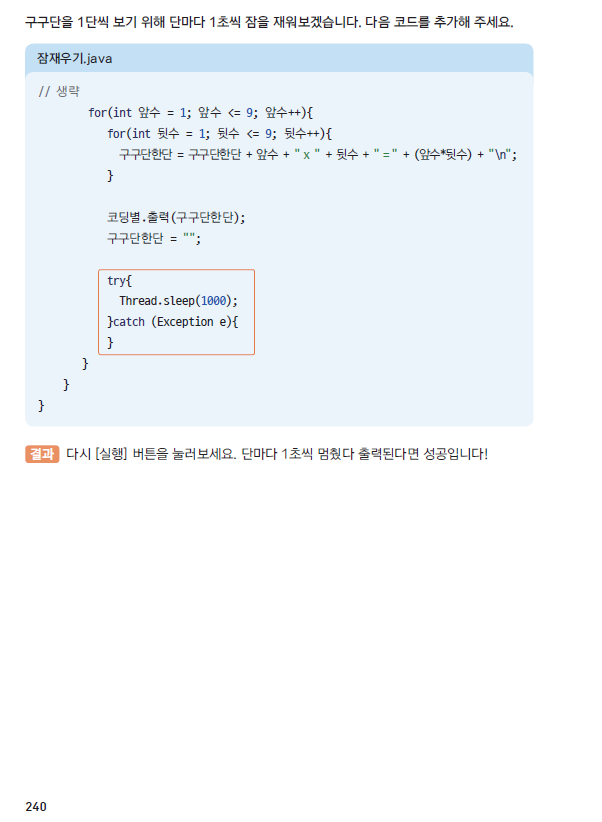 구구단을 1단씩 보기 위해 단마다 1초씩 잠을 재워보겠습니다. 다음 코드를 추가해 주세요.
잠재우기.java
// 생략
for(int 앞수 = 1; 앞수 <= 9; 앞수++){
for(int 뒷수 = 1; 뒷수 <= 9; 뒷수++){
구구단한단 = 구구단한단 + 앞수 + " x " + 뒷수 + " = " + (앞수*뒷수) + "\n";
}
코딩별.출력(구구단한단);
구구단한단 = "";
try{
Thread.sleep(1000);
}catch (Exception e){
}
}
}
}
결과 다시 [실행] 버튼을 눌러보세요. 단마다 1초씩 멈췄다 출력된다면 성공입니다!
240